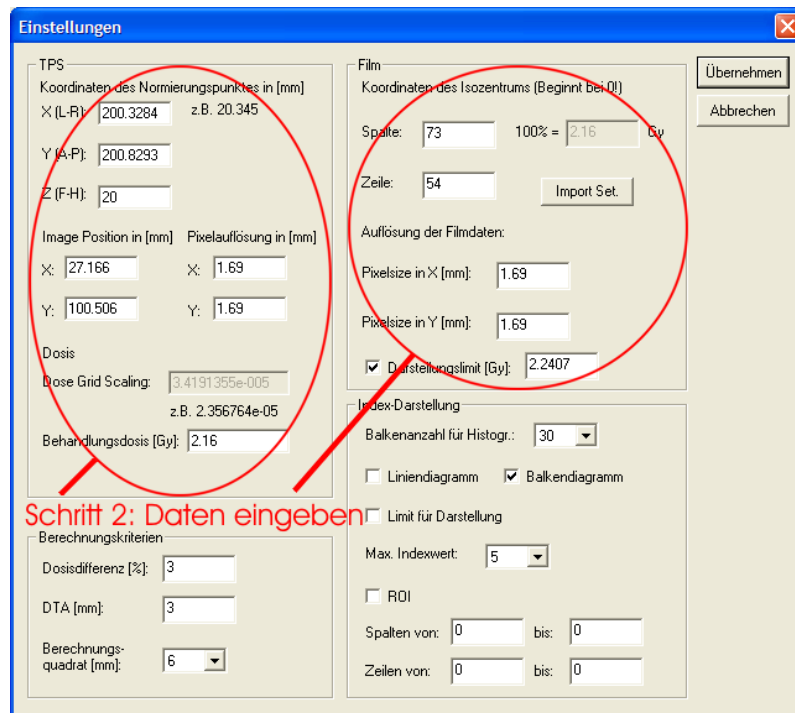 Einstellungen
TPS
Koordinaten des Normierungspunktes in [mm]
X (L-R): 200.3284 z.B. 20.345
Y (A-P): 200.8293
Z (F-H): 20
Image Position in [mm] Pixelauflösung in [mm]
X: 27.166 X: 1.69
Y: 100.506 Y: 1.69
Dosis
Dose Grid Scaling: 3.4191355e-005
z.B. 2.356764e-05
Behandlungsdosis [Gy]: 2.16
Schritt 2: Daten eingeben
Berechnungskriterien
Dosisdifferenz [%]: 3
DTA [mm]: 3
Berechnungs-
quadrat [mm]: 6
Film
Koordinaten des Isozentrums (Beginnt bei 0!)
Spalte: 73 100% = 2.16 Gy
Zeile: 54 Import Set.
Auflösung der Filmdaten:
Pixelsize in X [mm]: 1.69
Pixelsize in Y [mm]: 1.69
Darstellungslimit [Gy]: 2.2407
Index-Darstellung
Balkenanzahl für Histogr.: 30
Liniendiagramm Balkendiagramm
Limit für Darstellung
Max. Indexwert: 5
ROI
Spalten von: 0 bis: 0
Zeilen von: 0 bis: 0
Übernehmen
Abbrechen